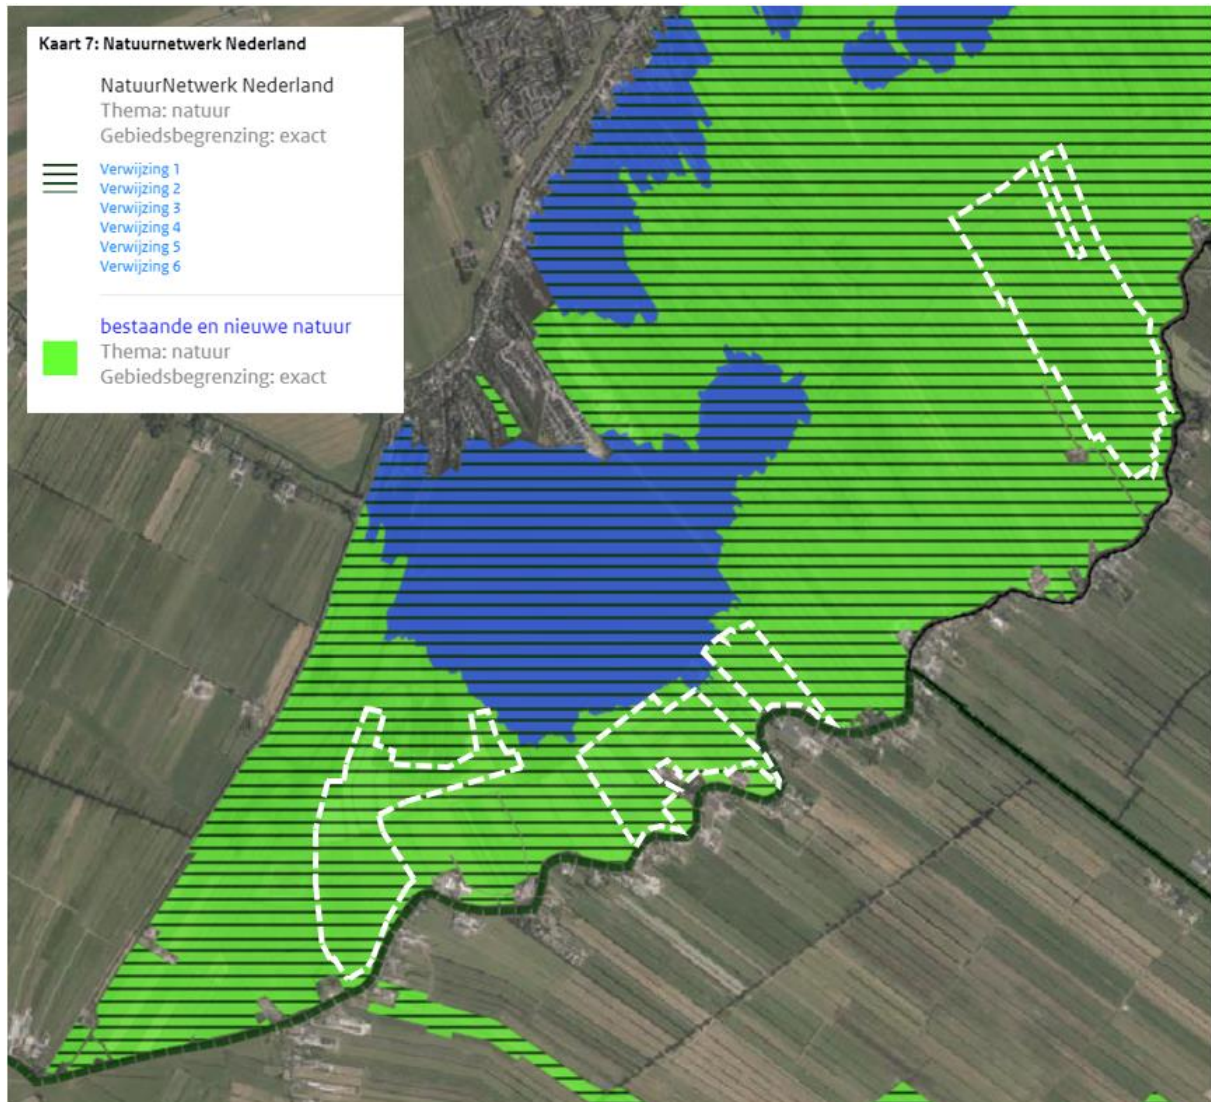 Kaart 7: Natuurnetwerk Nederland
NatuurNetwerk Nederland
Thema: natuur
Gebiedsbegrenzing: exact
Verwijzing 1
Verwijzing 2
Verwijzing 3
Verwijzing 4
Verwijzing 5
Verwijzing 6
bestaande en nieuwe natuur
Thema: natuur
Gebiedsbegrenzing: exact